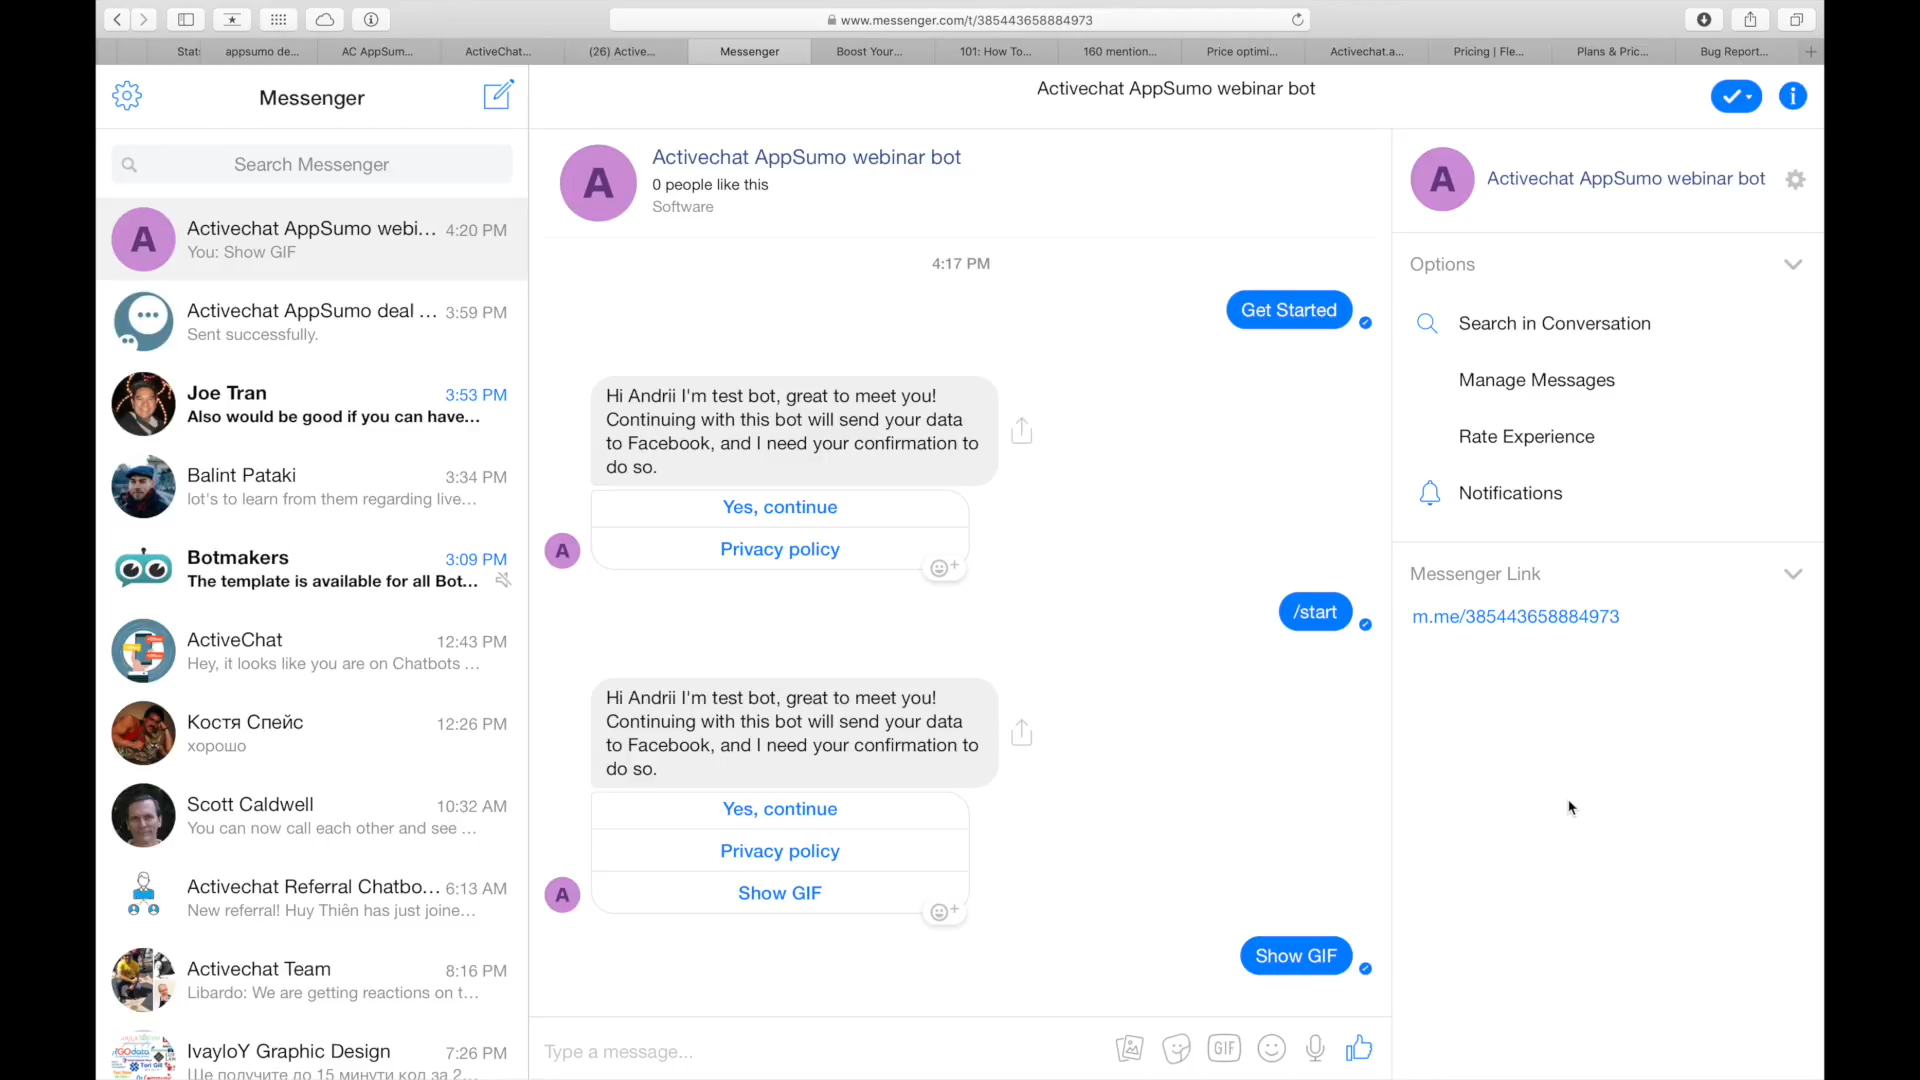 www.messenger.com/t/385443658884973
Stat
appsumo de...
AC AppSum...
ActiveChat...
(26) Active...
Messenger
Boost Your...
101: How To...
160 mention...
Price optimi...
Activechat.a...
Pricing | Fle...
Plans & Pric...
Bug Report...
Messenger
Search Messenger
Activechat AppSumo webi... 4:20 PM
You: Show GIF
Activechat AppSumo deal ... 3:59 PM
Sent successfully.
Joe Tran 3:53 PM
Also would be good if you can have...
Balint Pataki 3:34 PM
lot's to learn from them regarding live...
Botmakers 3:09 PM
The template is available for all Bot...
ActiveChat 12:43 PM
Hey, it looks like you are on Chatbots ...
Костя Спейс 12:26 PM
хорошо
Scott Caldwell 10:32 AM
You can now call each other and see ...
Activechat Referral Chatbo... 6:13 AM
New referral! Huy Thiên has just joine...
Activechat Team 8:16 PM
Libardo: We are getting reactions on t...
IvayloY Graphic Design 7:26 PM
Ще получите до 15 минути код за 2...
Activechat AppSumo webinar bot
A
Activechat AppSumo webinar bot
0 people like this
Software
4:17 PM
Get Started
Hi Andrii I'm test bot, great to meet you!
Continuing with this bot will send your data
to Facebook, and I need your confirmation to
do so.
Yes, continue
Privacy policy
A
/start
Hi Andrii I'm test bot, great to meet you!
Continuing with this bot will send your data
to Facebook, and I need your confirmation to
do so.
Yes, continue
Privacy policy
Show GIF
A
Show GIF
Type a message...
GIF
A
Activechat AppSumo webinar bot
Options
Search in Conversation
Manage Messages
Rate Experience
Notifications
Messenger Link
m.me/385443658884973